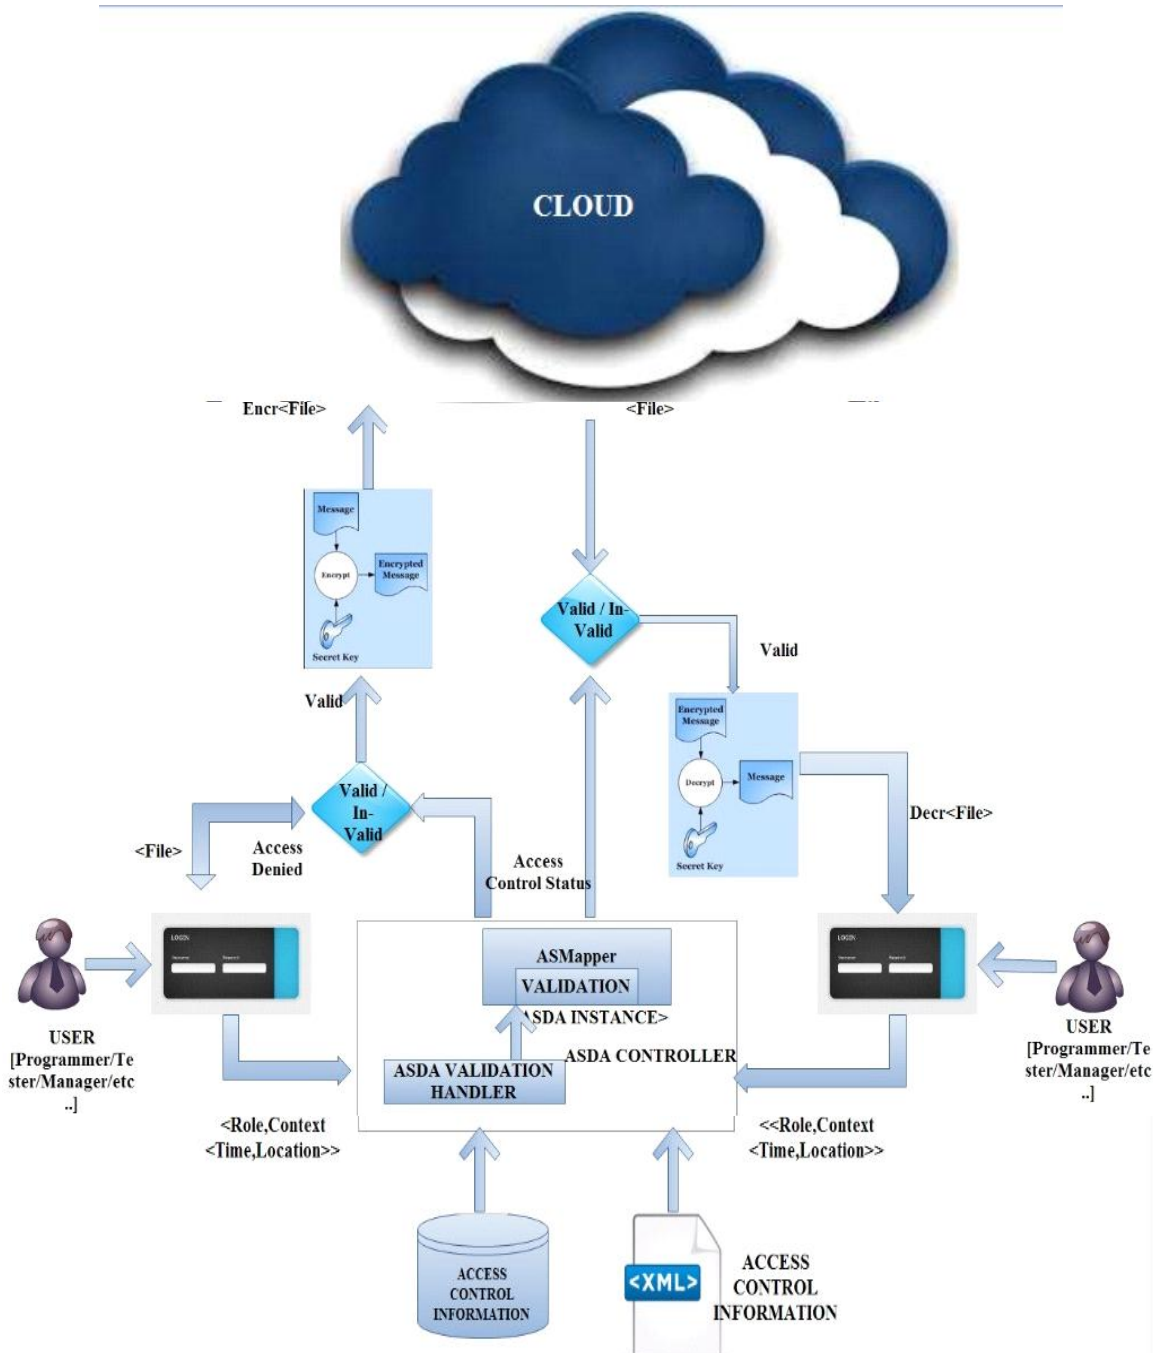 CLOUD
Encr<File>
<File>
Message
Encrypt
Encrypted
Message
Secret Key
Valid / In-
Valid
Valid
Valid
Encrypted
Message
Decrypt
Message
Secret Key
Valid /
In-
Valid
<File>
Access
Denied
Access
Control Status
Decr<File>
LOGIN
LOGIN
ASMapper
VALIDATION
ASDA INSTANCE>
ASDA CONTROLLER
ASDA VALIDATION
HANDLER
USER
[Programmer/Te
ster/Manager/etc
..]
USER
[Programmer/Te
ster/Manager/etc
..]
<Role,Context
<Time,Location>>
<<Role,Context
<Time,Location>>
ACCESS
CONTROL
INFORMATION
<XML>
ACCESS
CONTROL
INFORMATION